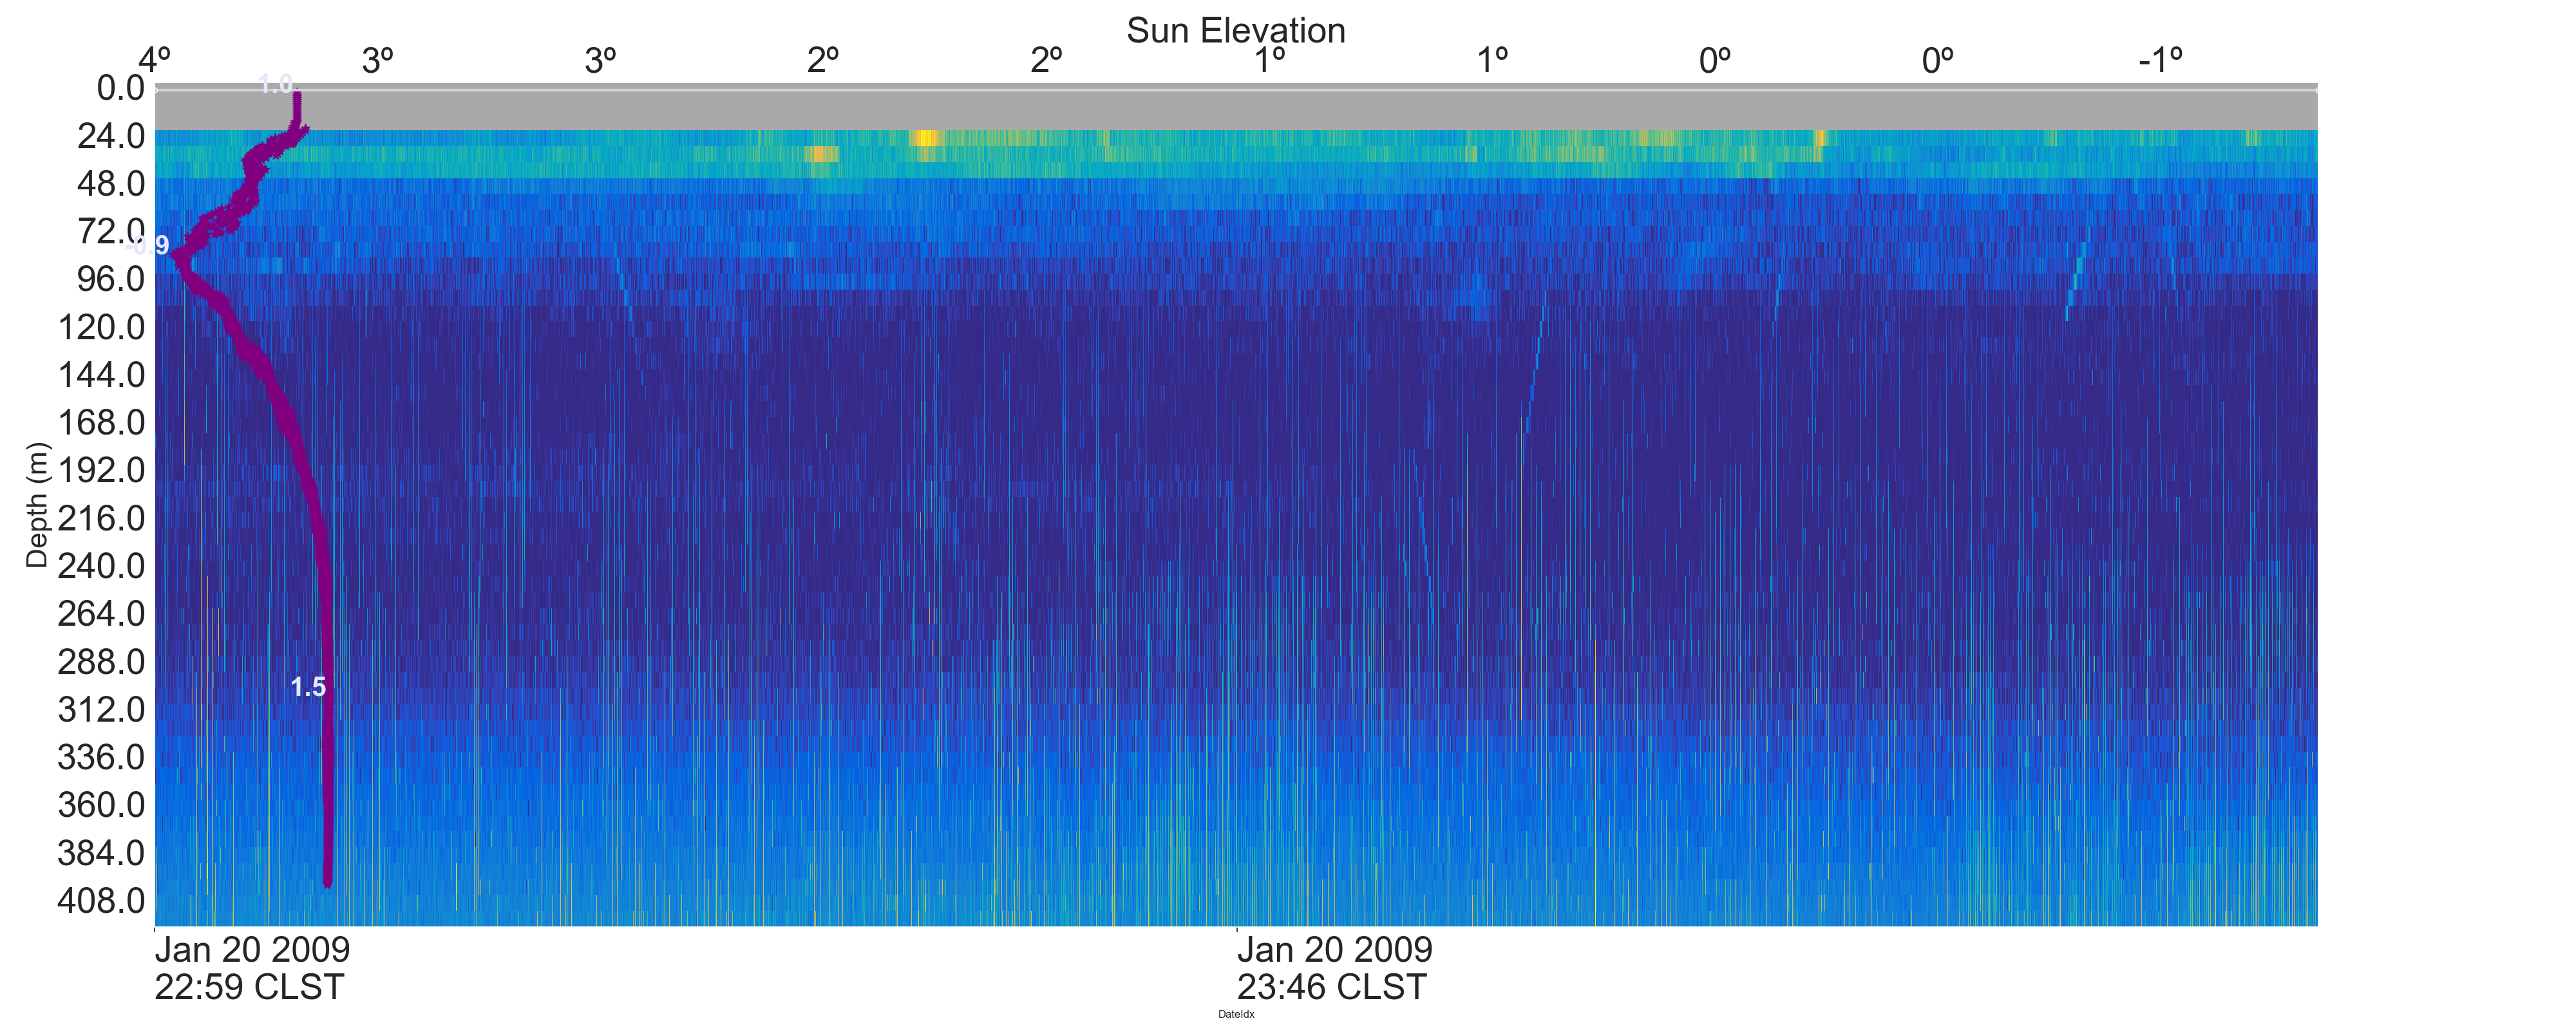 Sun Elevation
4º 3º 3º 2º 2º 1º 1º 0º 0º -1º
0.0
1.0
24.0
48.0
72.0
-0.9
96.0
120.0
144.0
168.0
192.0
216.0
240.0
264.0
288.0
1.5
312.0
336.0
360.0
384.0
408.0
Depth (m)
Jan 20 2009
22:59 CLST
Jan 20 2009
23:46 CLST
DateIdx